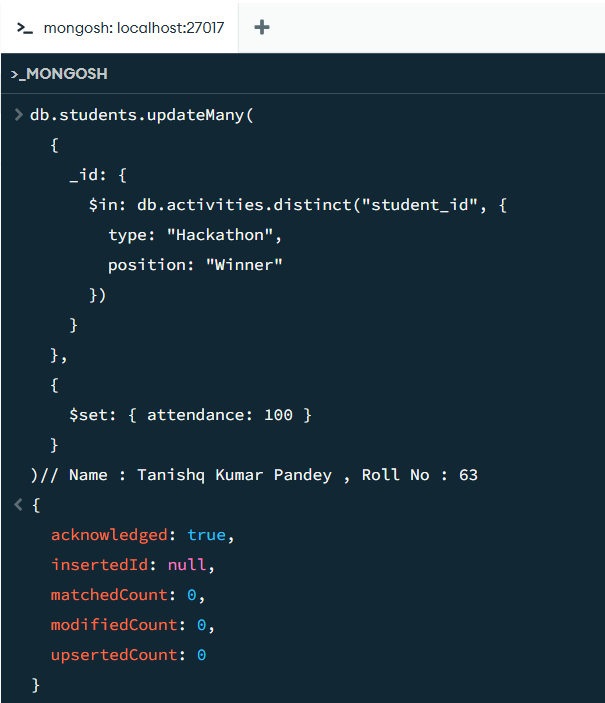 >_ mongosh: localhost:27017 +
>_MONGOSH
> db.students.updateMany(
{
_id: {
$in: db.activities.distinct("student_id", {
type: "Hackathon",
position: "Winner"
})
}
},
{
$set: { attendance: 100 }
}
)// Name : Tanishq Kumar Pandey , Roll No : 63
< {
acknowledged: true,
insertedId: null,
matchedCount: 0,
modifiedCount: 0,
upsertedCount: 0
}